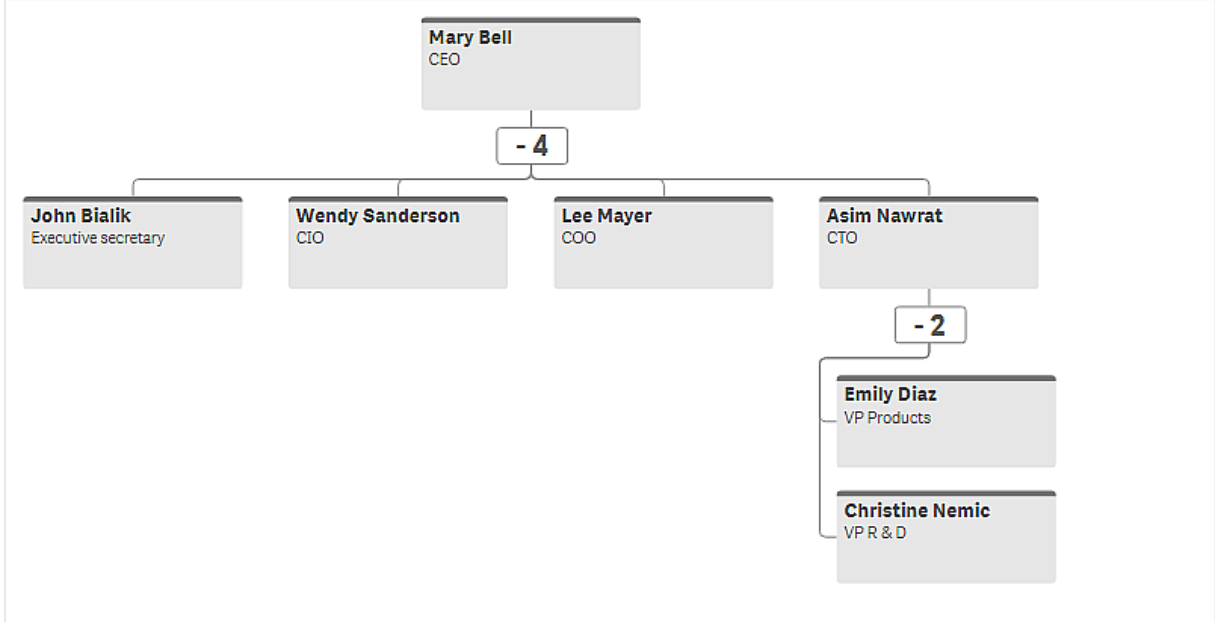 Mary Bell
CEO
- 4
John Bialik
Executive secretary
Wendy Sanderson
CIO
Lee Mayer
COO
Asim Nawrat
CTO
- 2
Emily Diaz
VP Products
Christine Nemic
VP R & D